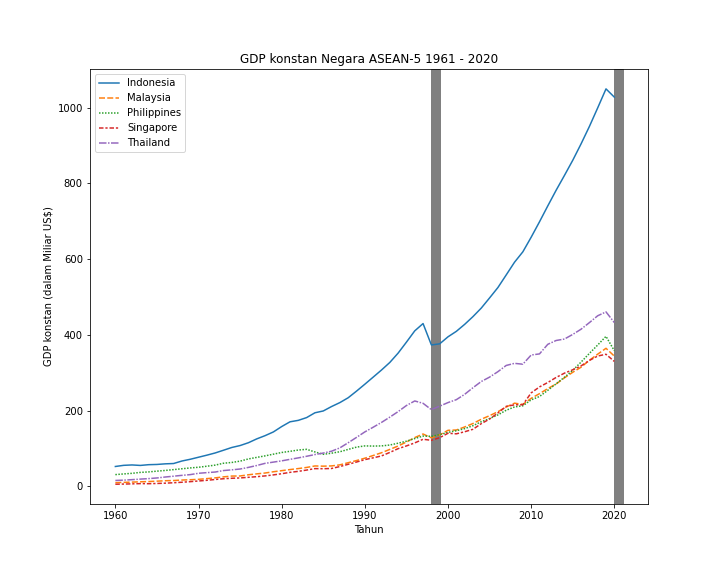 GDP konstan Negara ASEAN-5 1961 - 2020
Indonesia
Malaysia
Philippines
Singapore
Thailand
GDP konstan (dalam Miliar US$)
1000
800
600
400
200
0
1960 1970 1980 1990 2000 2010 2020
Tahun